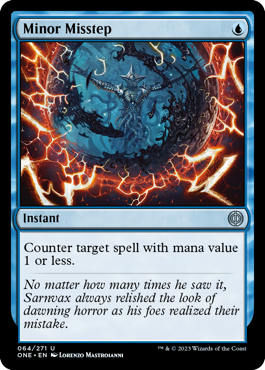 Minor Misstep
Instant
Counter target spell with mana value
1 or less.
No matter how many times he saw it,
Sarnvax always relished the look of
dawning horror as his foes realized their
mistake.
064/271 U
ONE • EN Lorenzo Mastroianni
™ & © 2023 Wizards of the Coast